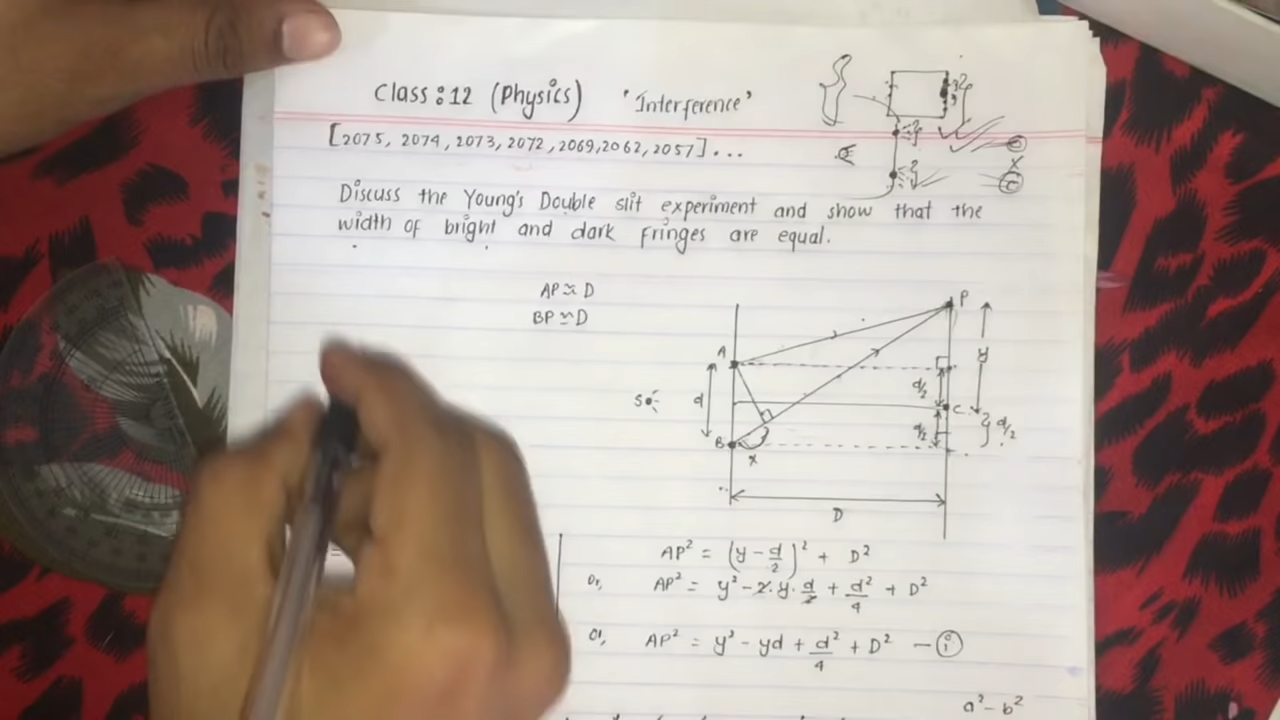 Class : 12 (Physics) 'Interference'
[2075, 2074, 2073, 2072, 2069, 2062, 2057] ...
Discuss the Young's Double slit experiment and show that the
width of bright and dark fringes are equal.
AP ≃ D
BP ≃ D
P
A
y
d/2
S
d
C
d/2
d/2
B
x
D
AP² = (y - d/2)² + D²
Or, AP² = y² - 2.y.d/2 + d²/4 + D²
Or, AP² = y² - yd + d²/4 + D² — (i)
a² - b²